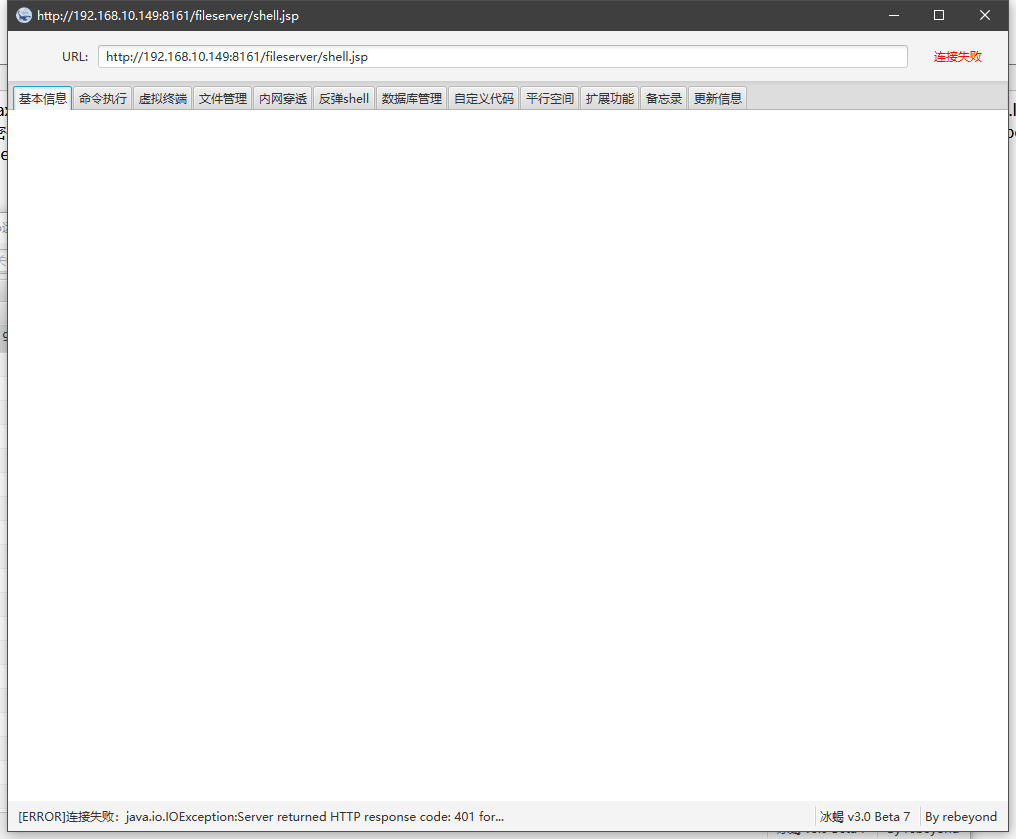 http://192.168.10.149:8161/fileserver/shell.jsp
URL: http://192.168.10.149:8161/fileserver/shell.jsp 连接失败
基本信息 命令执行 虚拟终端 文件管理 内网穿透 反弹shell 数据库管理 自定义代码 平行空间 扩展功能 备忘录 更新信息
[ERROR]连接失败：java.io.IOException:Server returned HTTP response code: 401 for... 冰蝎 v3.0 Beta 7 By rebeyond